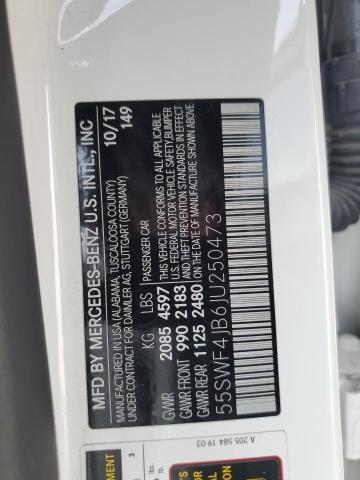 MFD BY MERCEDES-BENZ U.S. INTL., INC
10/17
MANUFACTURED IN USA (ALABAMA, TUSCALOOSA COUNTY)
149
UNDER CONTRACT FOR DAIMLER AG, STUTTGART (GERMANY)
KG LBS PASSENGER CAR
GVWR 2085 4597 THIS VEHICLE CONFORMS TO ALL APPLICABLE
GAWR FRONT 990 2183 U.S. FEDERAL MOTOR VEHICLE SAFETY, BUMPER
GAWR REAR 1125 2480 AND THEFT PREVENTION STANDARDS IN EFFECT
ON THE DATE OF MANUFACTURE SHOWN ABOVE
55SWF4JB6JU250473
A 205 584 19 03
3
lbs.